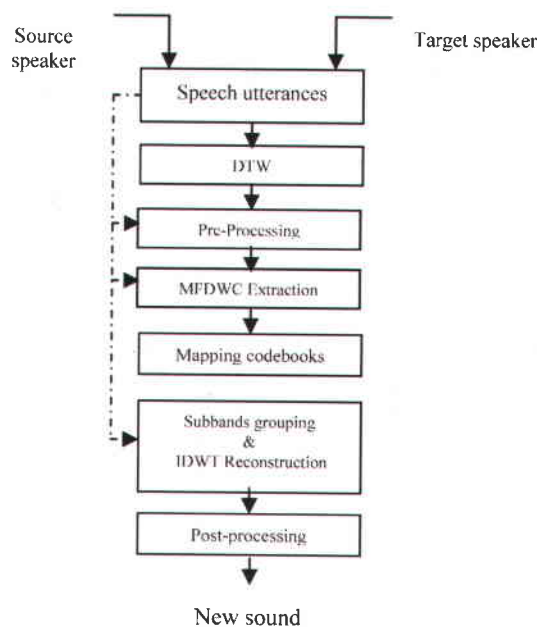 Source
speaker
Target speaker
Speech utterances
DTW
Pre-Processing
MFDWC Extraction
Mapping codebooks
Subbands grouping
&
IDWT Reconstruction
Post-processing
New sound